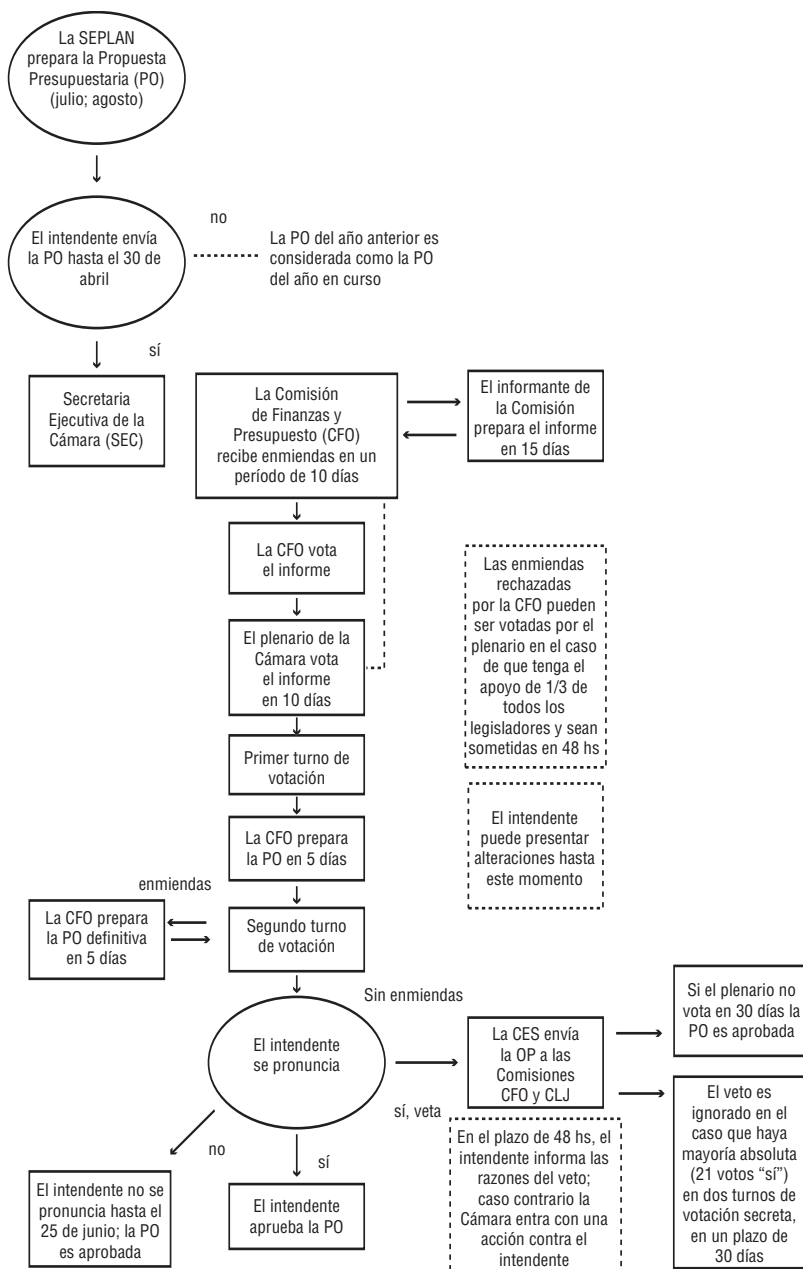 La SEPLAN
prepara la Propuesta
Presupuestaria (PO)
(julio; agosto)
no
El intendente envía
la PO hasta el 30 de
abril
La PO del año anterior es
considerada como la PO
del año en curso
sí
Secretaria
Ejecutiva de la
Cámara (SEC)
La Comisión
de Finanzas y
Presupuesto (CFO)
recibe enmiendas en un
período de 10 días
El informante de
la Comisión
prepara el informe
en 15 días
La CFO vota
el informe
Las enmiendas
rechazadas
por la CFO pueden
ser votadas por el
plenario en el caso
de que tenga el
apoyo de 1/3 de
todos los
legisladores y sean
sometidas en 48 hs
El plenario de la
Cámara vota
el informe
en 10 días
Primer turno de
votación
El intendente
puede presentar
alteraciones hasta
este momento
La CFO prepara
la PO en 5 días
enmiendas
La CFO prepara
la PO definitiva
en 5 días
Segundo turno
de votación
Sin enmiendas
El intendente
se pronuncia
La CES envía
la OP a las
Comisiones
CFO y CLJ
Si el plenario no
vota en 30 días la
PO es aprobada
sí, veta
El veto es
ignorado en el
caso que haya
mayoría absoluta
(21 votos “sí”)
en dos turnos de
votación secreta,
en un plazo de
30 días
En el plazo de 48 hs, el
intendente informa las
razones del veto;
caso contrario la
Cámara entra con una
acción contra el
intendente
no
sí
El intendente no se
pronuncia hasta el
25 de junio; la PO
es aprobada
El intendente
aprueba la PO